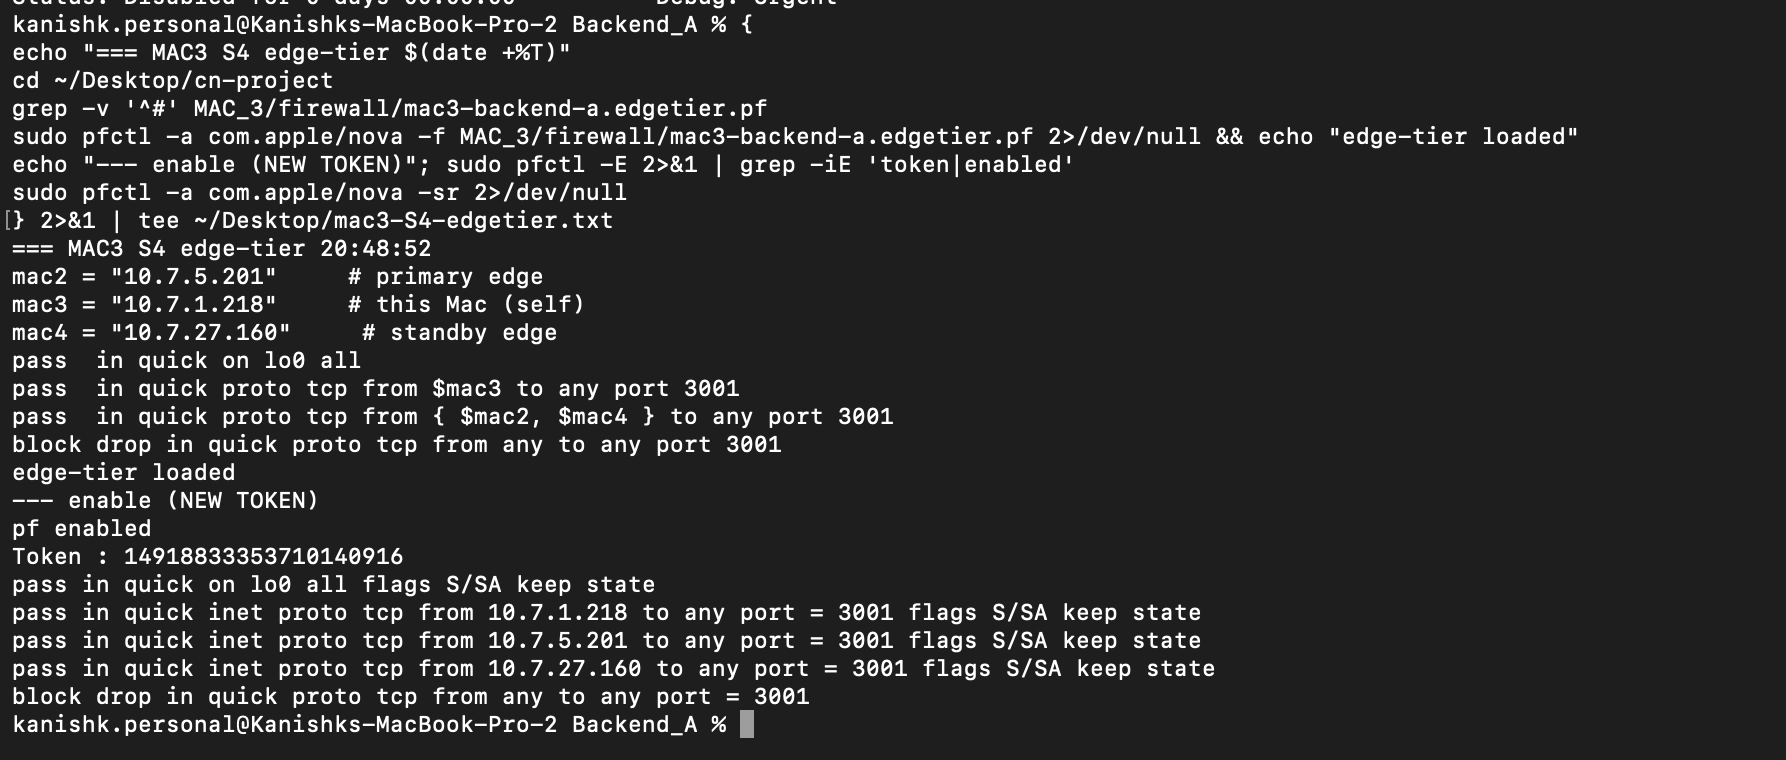 Status: Disabled for 0 days 00:00:00          Debug: Urgent
kanishk.personal@Kanishks-MacBook-Pro-2 Backend_A % {
echo "=== MAC3 S4 edge-tier $(date +%T)"
cd ~/Desktop/cn-project
grep -v '^#' MAC_3/firewall/mac3-backend-a.edgetier.pf
sudo pfctl -a com.apple/nova -f MAC_3/firewall/mac3-backend-a.edgetier.pf 2>/dev/null && echo "edge-tier loaded"
echo "--- enable (NEW TOKEN)"; sudo pfctl -E 2>&1 | grep -iE 'token|enabled'
sudo pfctl -a com.apple/nova -sr 2>/dev/null
[} 2>&1 | tee ~/Desktop/mac3-S4-edgetier.txt
=== MAC3 S4 edge-tier 20:48:52
mac2 = "10.7.5.201"     # primary edge
mac3 = "10.7.1.218"     # this Mac (self)
mac4 = "10.7.27.160"     # standby edge
pass  in quick on lo0 all
pass  in quick proto tcp from $mac3 to any port 3001
pass  in quick proto tcp from { $mac2, $mac4 } to any port 3001
block drop in quick proto tcp from any to any port 3001
edge-tier loaded
--- enable (NEW TOKEN)
pf enabled
Token : 14918833353710140916
pass in quick on lo0 all flags S/SA keep state
pass in quick inet proto tcp from 10.7.1.218 to any port = 3001 flags S/SA keep state
pass in quick inet proto tcp from 10.7.5.201 to any port = 3001 flags S/SA keep state
pass in quick inet proto tcp from 10.7.27.160 to any port = 3001 flags S/SA keep state
block drop in quick proto tcp from any to any port = 3001
kanishk.personal@Kanishks-MacBook-Pro-2 Backend_A %